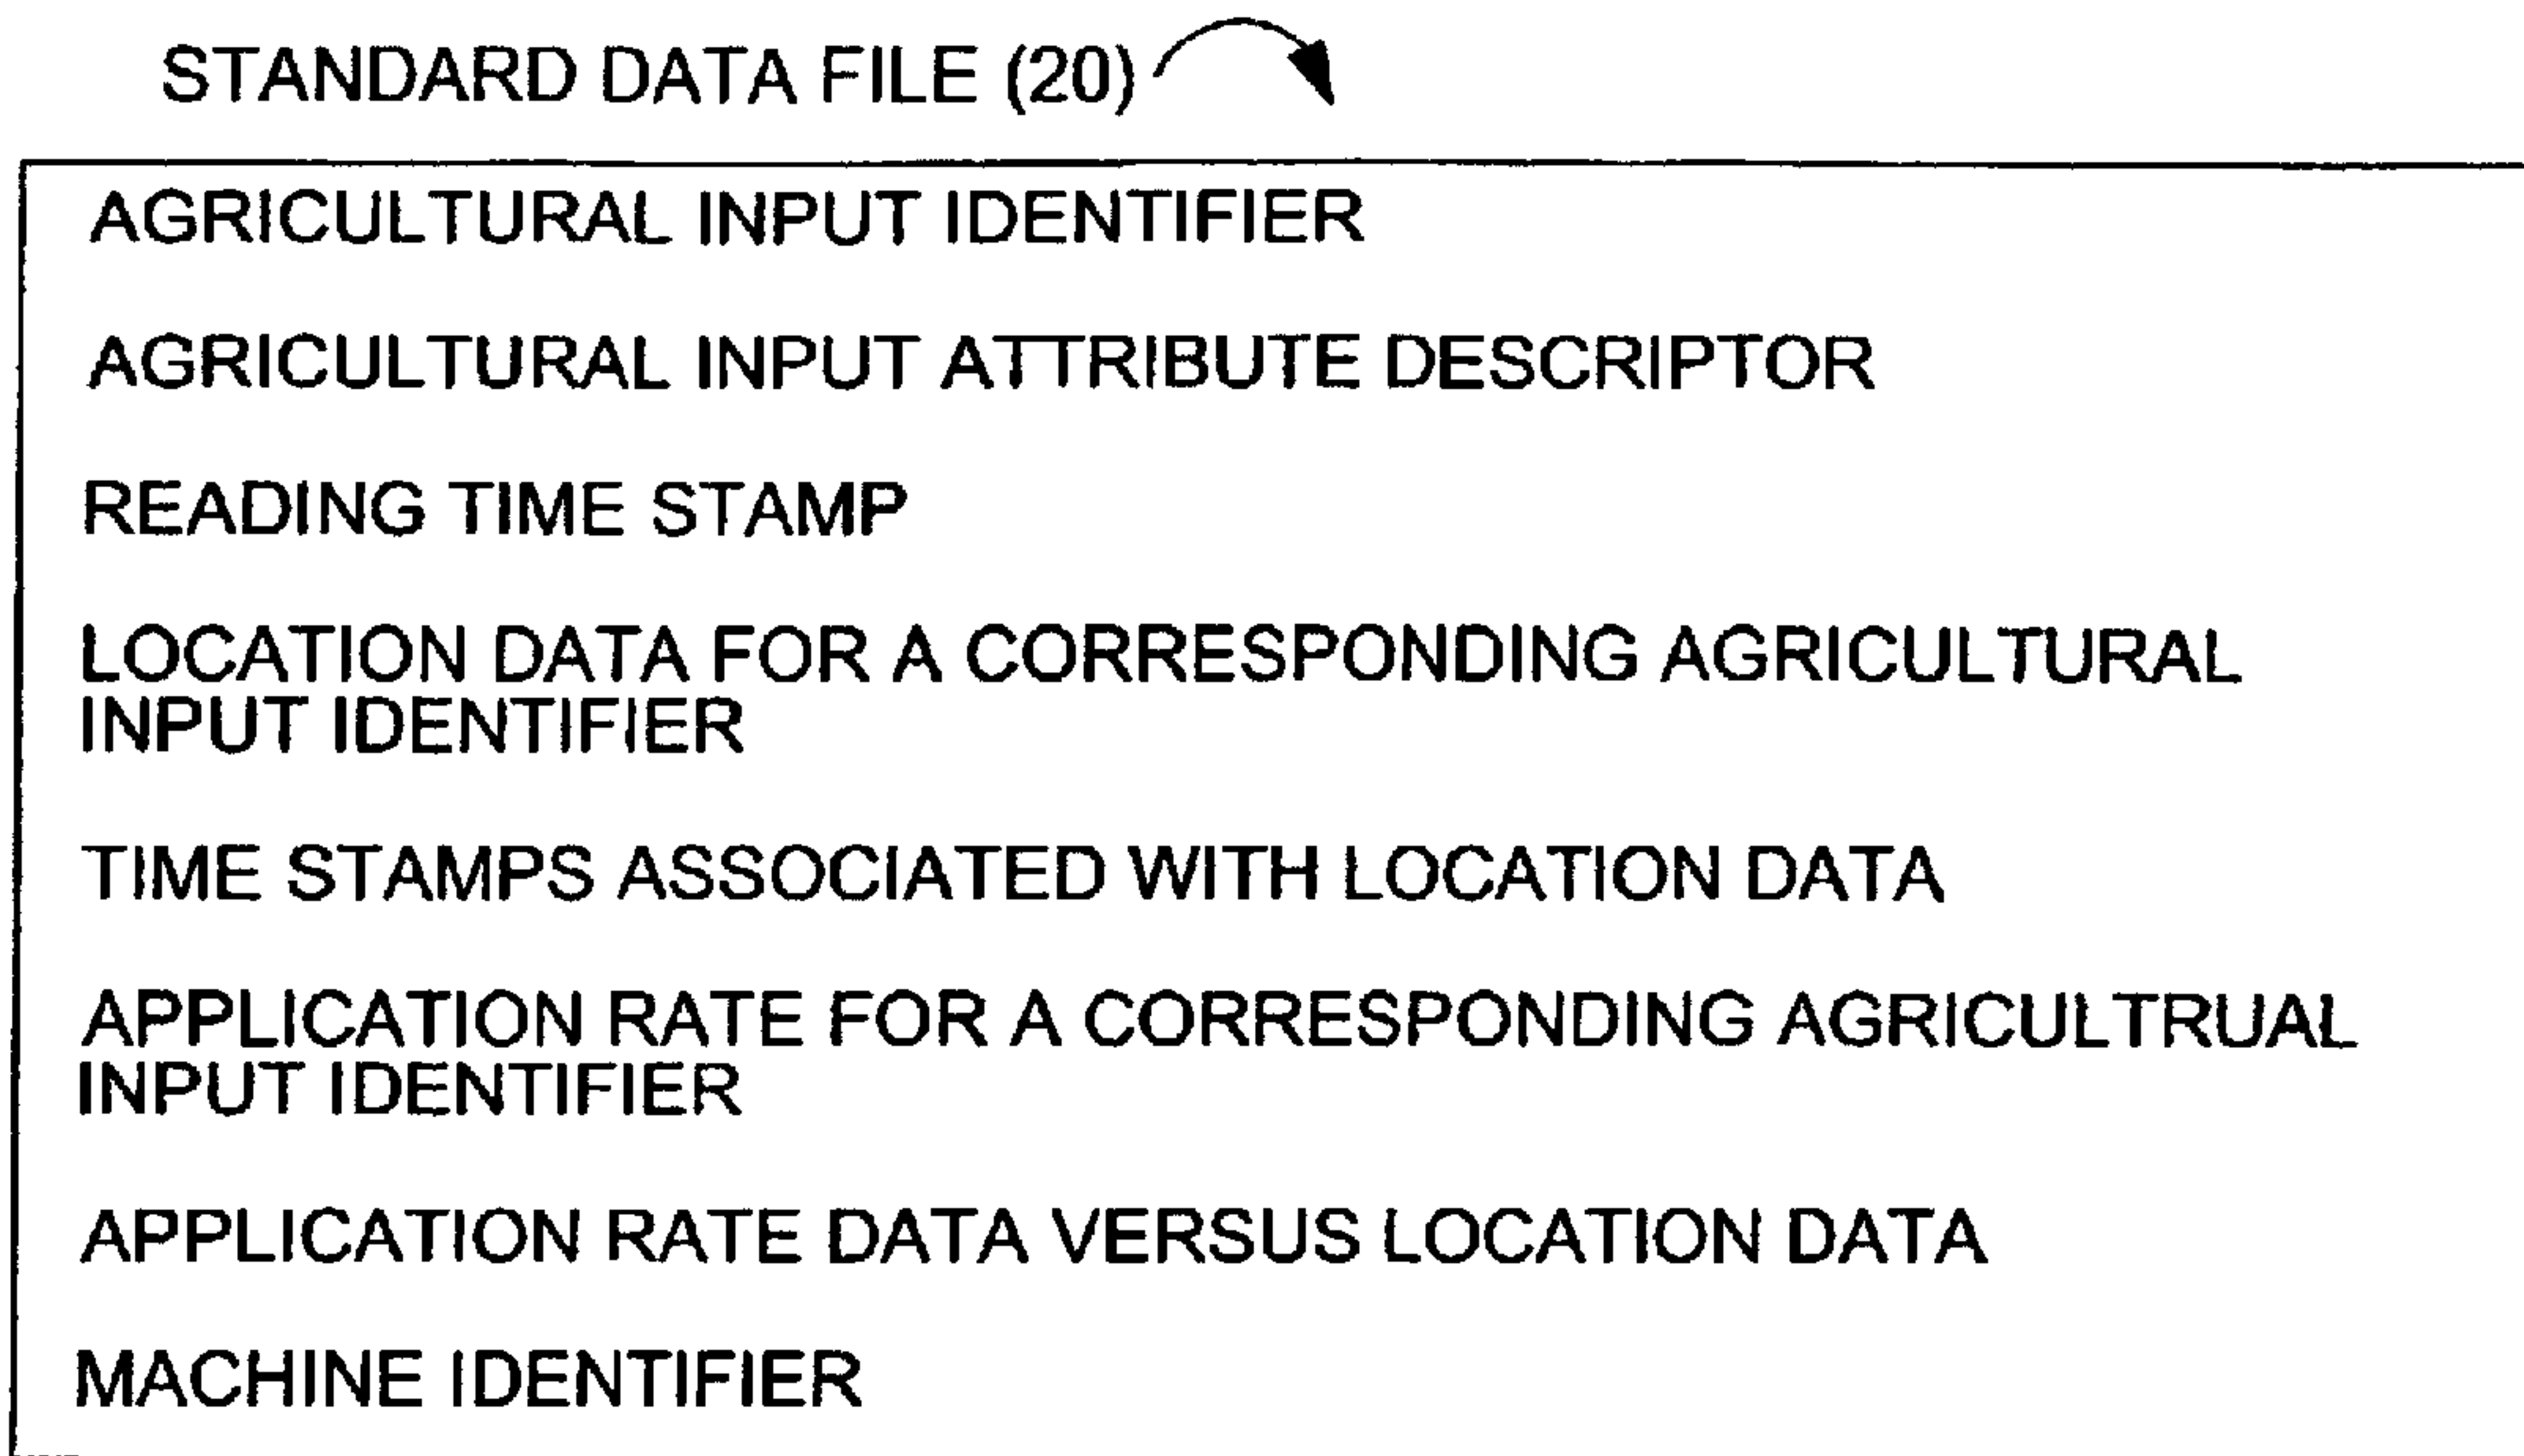 STANDARD DATA FILE (20)
AGRICULTURAL INPUT IDENTIFIER
AGRICULTURAL INPUT ATTRIBUTE DESCRIPTOR
READING TIME STAMP
LOCATION DATA FOR A CORRESPONDING AGRICULTURAL
INPUT IDENTIFIER
TIME STAMPS ASSOCIATED WITH LOCATION DATA
APPLICATION RATE FOR A CORRESPONDING AGRICULTRUAL
INPUT IDENTIFIER
APPLICATION RATE DATA VERSUS LOCATION DATA
MACHINE IDENTIFIER